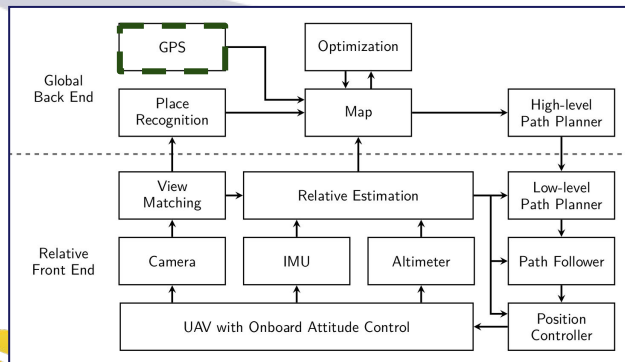 GPS
Optimization
Global
Back End
Place
Recognition
Map
High-level
Path Planner
View
Matching
Relative Estimation
Low-level
Path Planner
Relative
Front End
Camera
IMU
Altimeter
Path Follower
UAV with Onboard Attitude Control
Position
Controller